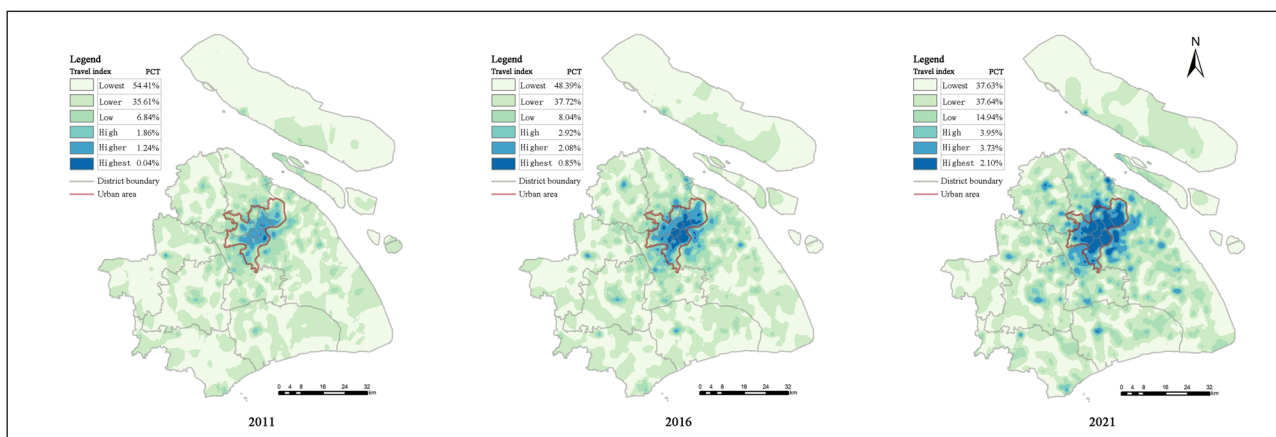 Legend
Travel index PCT
Lowest 54.41%
Lower 35.61%
Low 6.84%
High 1.86%
Higher 1.24%
Highest 0.04%
District boundary
Urban area
0 4 8 16 24 32
km
2011
Legend
Travel index PCT
Lowest 48.39%
Lower 37.72%
Low 8.04%
High 2.92%
Higher 2.08%
Highest 0.85%
District boundary
Urban area
0 4 8 16 24 32
km
2016
N
Legend
Travel index PCT
Lowest 37.63%
Lower 37.64%
Low 14.94%
High 3.95%
Higher 3.73%
Highest 2.10%
District boundary
Urban area
0 4 8 16 24 32
km
2021